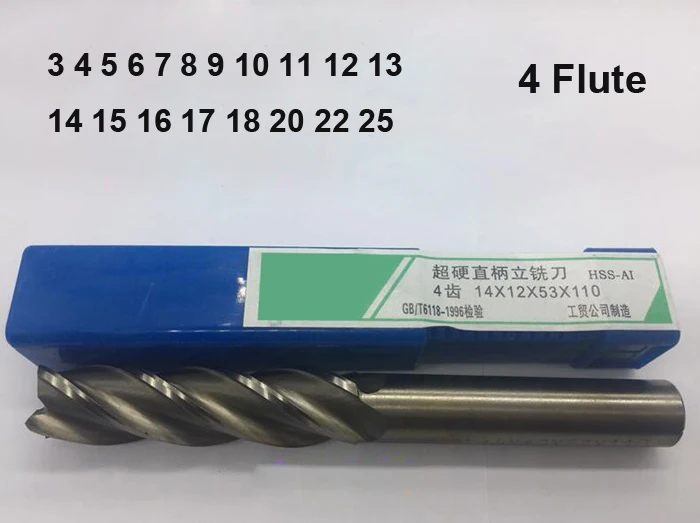 3 4 5 6 7 8 9 10 11 12 13
4 Flute
14 15 16 17 18 20 22 25
超硬直柄立铣刀 HSS-AI
4齿 14X12X53X110
GB/T6118-1996检验 工贸公司制造